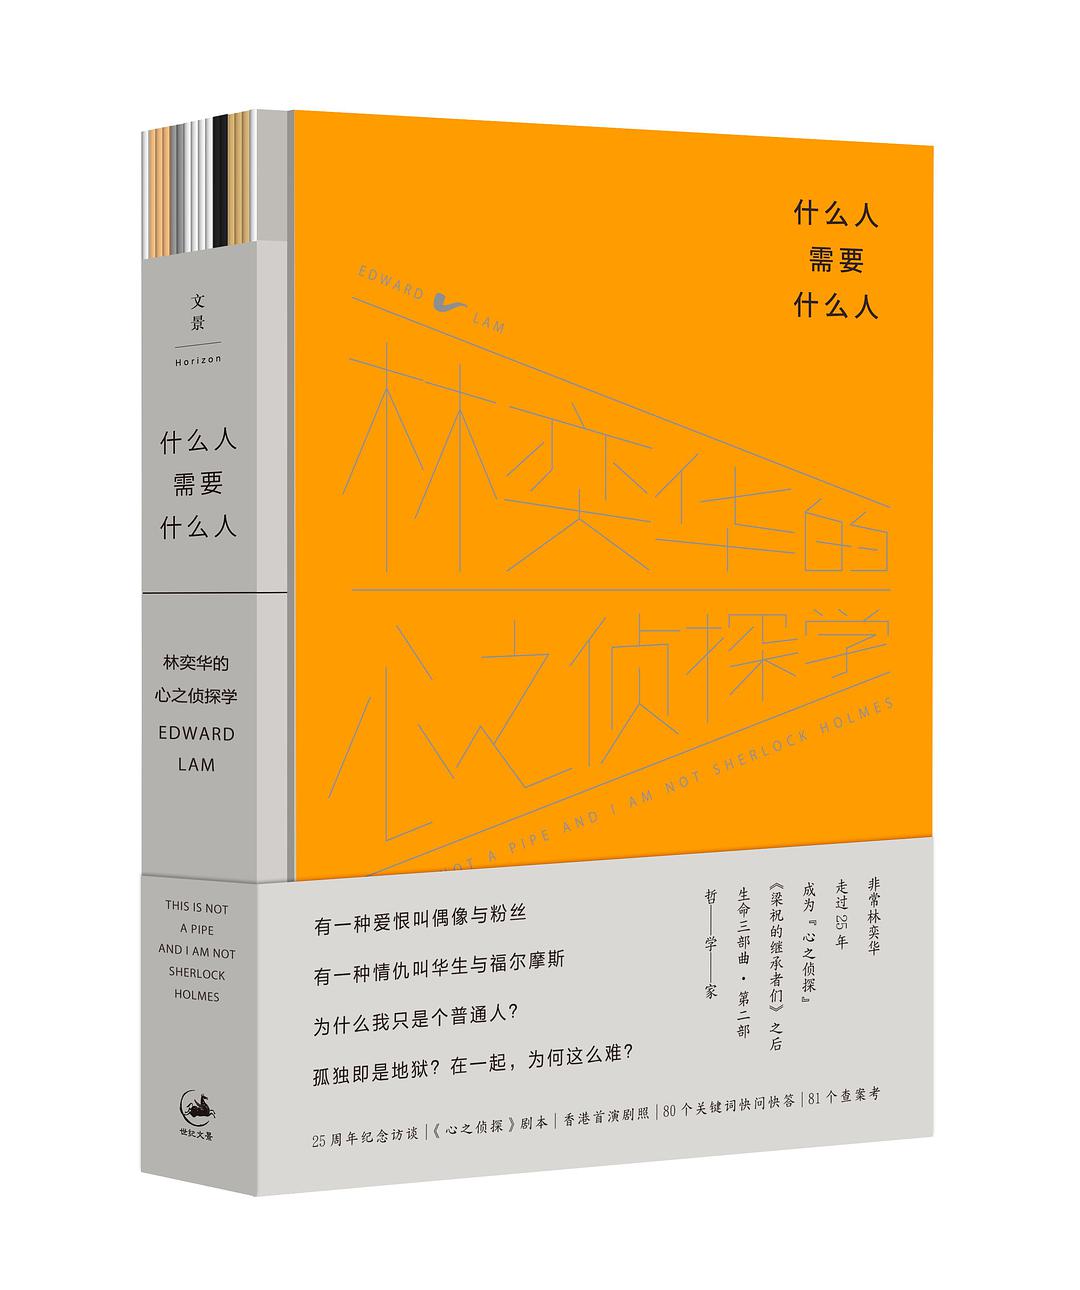 文景
Horizon
什么人
需要
什么人
林奕华的
心之侦探学
EDWARD
LAM
THIS IS NOT
A PIPE
AND I AM NOT
SHERLOCK
HOLMES
世纪文景
什么人
需要
什么人
EDWARD LAM
林奕华的
心之侦探学
NOT A PIPE AND I AM NOT SHERLOCK HOLMES
有一种爱恨叫偶像与粉丝
有一种情仇叫华生与福尔摩斯
为什么我只是个普通人？
孤独即是地狱？在一起，为何这么难？
非常林奕华
走过25年
成为『心之侦探』
《梁祝的继承者们》之后
生命三部曲·第二部
哲——学——家
25周年纪念访谈|《心之侦探》剧本|香港首演剧照|80个关键词快问快答|81个查案考